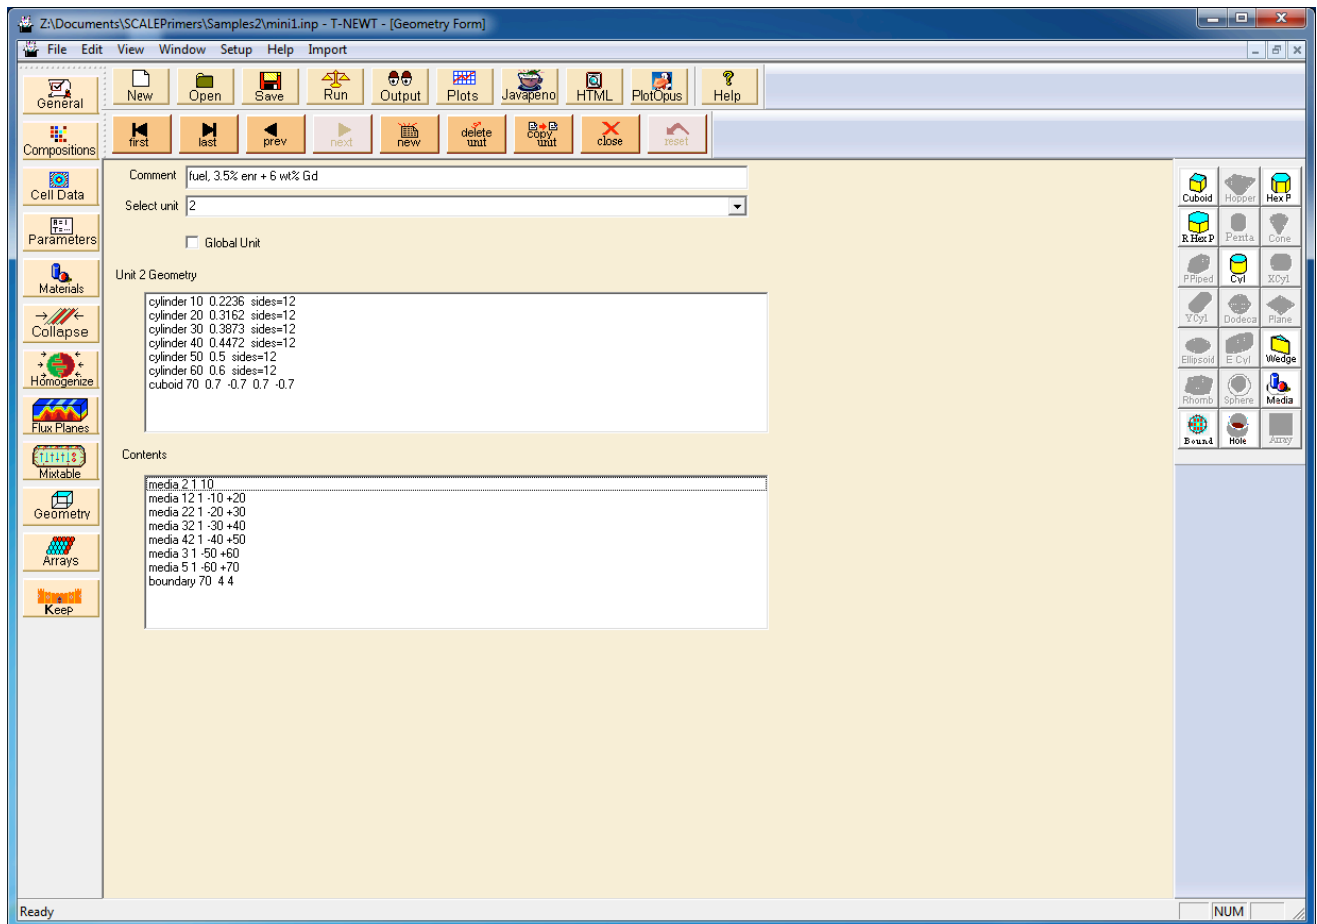 Z:\Documents\SCALEPrimers\Samples2\mini1.inp - T-NEWT - [Geometry Form]
File Edit View Window Setup Help Import
General
New Open Save Run Output Plots Javapeno HTML PlotOpus Help
Compositions
first last prev next new delete unit copy unit close reset
Cell Data
Parameters
Materials
Collapse
Homogenize
Flux Planes
Mixtable
Geometry
Arrays
Keep
Comment fuel, 3.5% enr + 6 wt% Gd
Select unit 2
Global Unit
Unit 2 Geometry
cylinder 10 0.2236 sides=12
cylinder 20 0.3162 sides=12
cylinder 30 0.3873 sides=12
cylinder 40 0.4472 sides=12
cylinder 50 0.5 sides=12
cylinder 60 0.6 sides=12
cuboid 70 0.7 -0.7 0.7 -0.7
Contents
media 2 1 10
media 12 1 -10 +20
media 22 1 -20 +30
media 32 1 -30 +40
media 42 1 -40 +50
media 3 1 -50 +60
media 5 1 -60 +70
boundary 70 4 4
Cuboid Hopper Hex P
R Hex P Penta Cone
PPiped Cyl XCyl
YCyl Dodeca Plane
Ellipsoid E Cyl Wedge
Rhomb Sphere Media
Bound Hole Array
Ready NUM